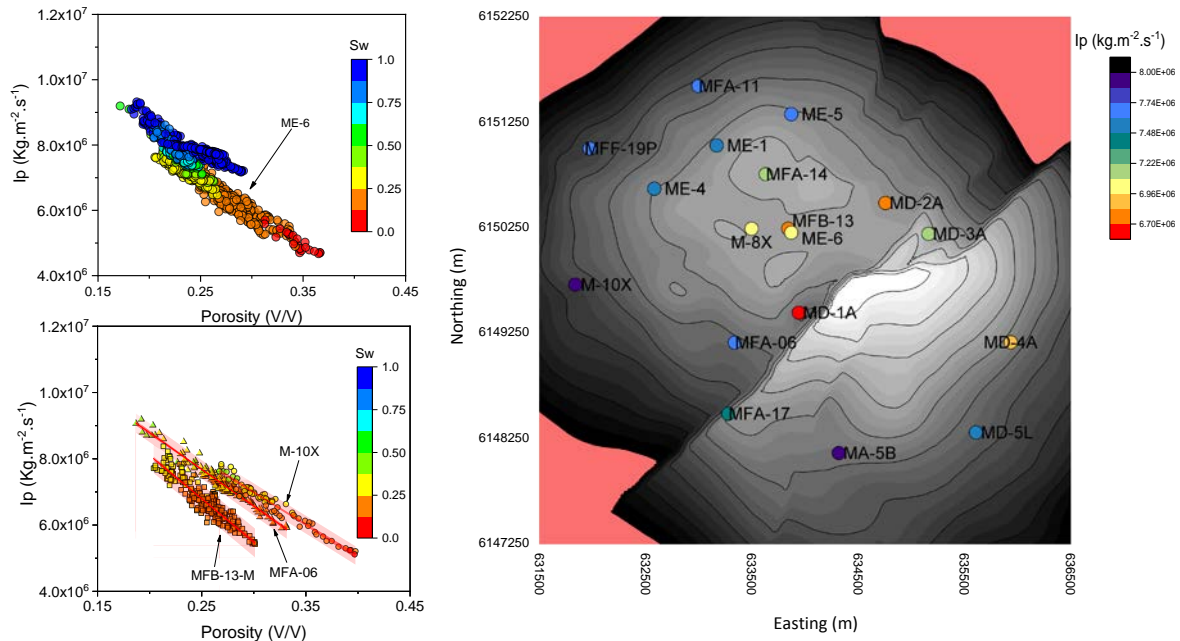 1.2x10⁷
1.0x10⁷
8.0x10⁶
6.0x10⁶
4.0x10⁶
Ip (Kg.m⁻².s⁻¹)
Sw
1.0
0.75
0.50
0.25
0.0
ME-6
0.15 0.25 0.35 0.45
Porosity (V/V)
1.2x10⁷
1.0x10⁷
8.0x10⁶
6.0x10⁶
4.0x10⁶
Ip (Kg.m⁻².s⁻¹)
Sw
1.0
0.75
0.50
0.25
0.0
M-10X
MFB-13-M
MFA-06
0.15 0.25 0.35 0.45
Porosity (V/V)
6152250
6151250
6150250
6149250
6148250
6147250
Northing (m)
MFA-11
ME-5
MFF-19P
ME-1
MFA-14
ME-4
MD-2A
MFB-13
M-8X
ME-6
MD-3A
M-10X
MD-1A
MFA-06
MD-4A
MFA-17
MD-5L
MA-5B
631500 632500 633500 634500 635500 636500
Easting (m)
Ip (kg.m⁻².s⁻¹)
8.00E+06
7.74E+06
7.48E+06
7.22E+06
6.96E+06
6.70E+06